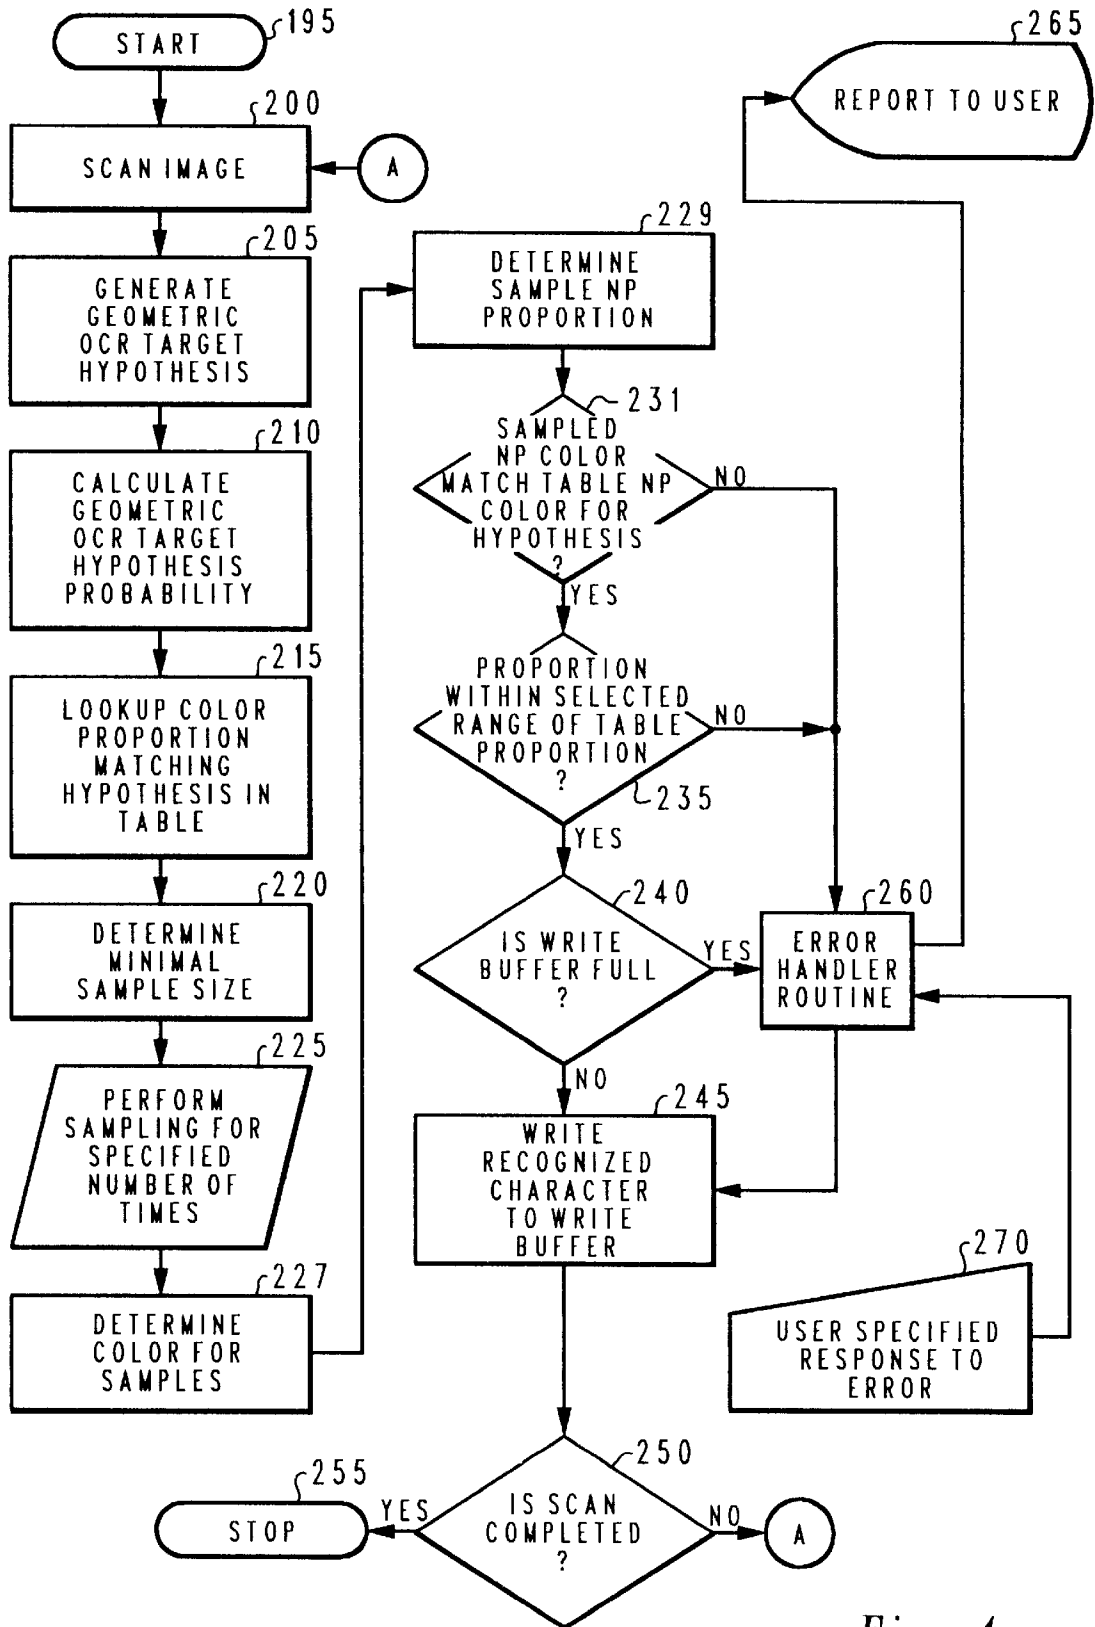 START
195
200
SCAN IMAGE
A
205
GENERATE
GEOMETRIC
OCR TARGET
HYPOTHESIS
210
CALCULATE
GEOMETRIC
OCR TARGET
HYPOTHESIS
PROBABILITY
215
LOOKUP COLOR
PROPORTION
MATCHING
HYPOTHESIS IN
TABLE
220
DETERMINE
MINIMAL
SAMPLE SIZE
225
PERFORM
SAMPLING FOR
SPECIFIED
NUMBER OF
TIMES
227
DETERMINE
COLOR FOR
SAMPLES
229
DETERMINE
SAMPLE NP
PROPORTION
231
SAMPLED
NP COLOR
MATCH TABLE NP
COLOR FOR
HYPOTHESIS
?
NO
YES
PROPORTION
WITHIN SELECTED
RANGE OF TABLE
PROPORTION
?
NO
235
YES
240
IS WRITE
BUFFER FULL
?
YES
NO
245
WRITE
RECOGNIZED
CHARACTER
TO WRITE
BUFFER
250
IS SCAN
COMPLETED
?
YES
NO
A
255
STOP
260
ERROR
HANDLER
ROUTINE
265
REPORT TO USER
270
USER SPECIFIED
RESPONSE TO
ERROR